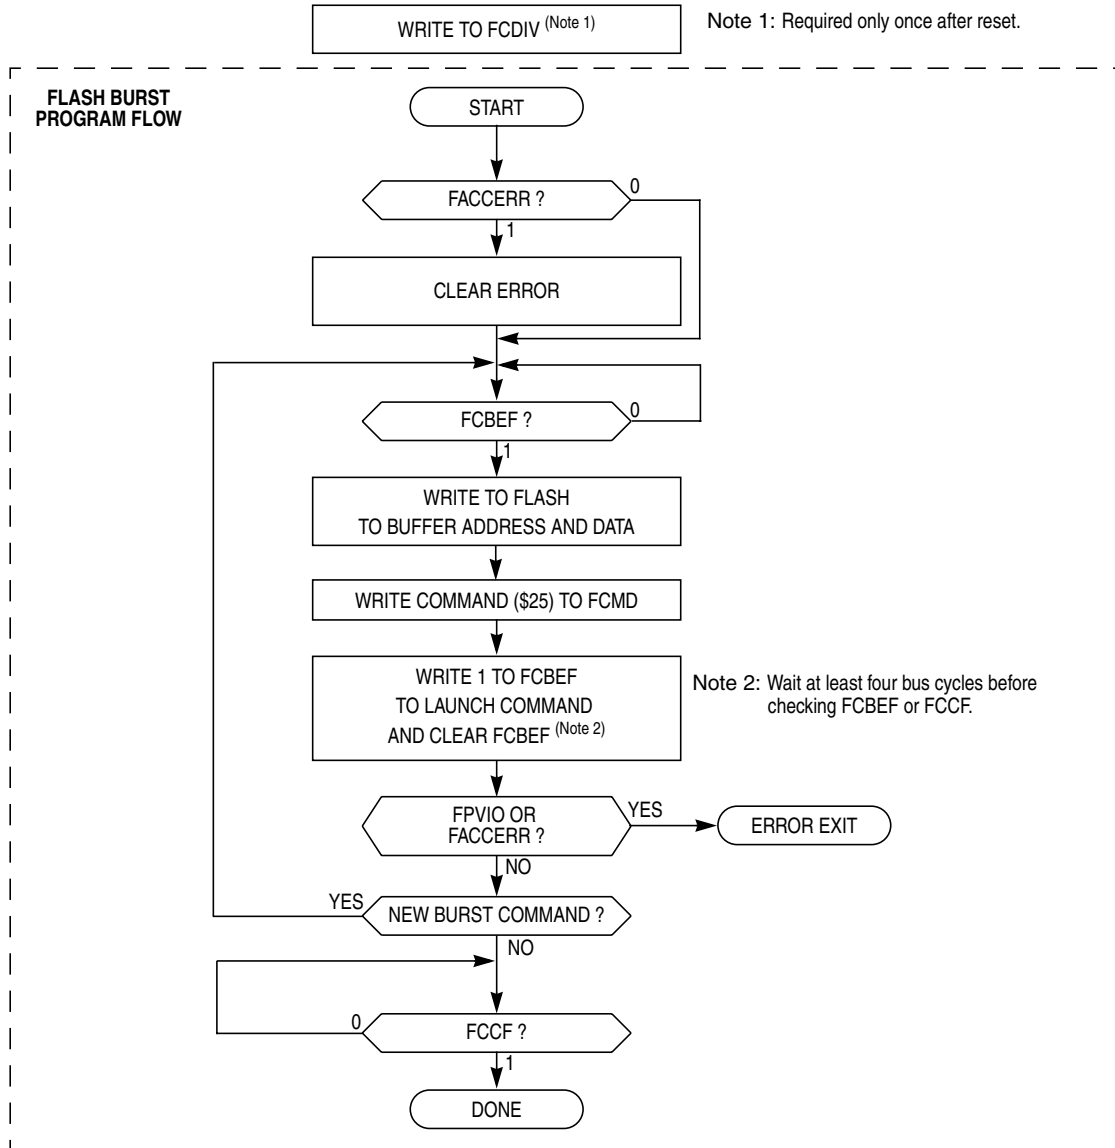 WRITE TO FCDIV (Note 1)
Note 1: Required only once after reset.
FLASH BURST
PROGRAM FLOW
START
FACCERR ?
0
1
CLEAR ERROR
FCBEF ?
0
1
WRITE TO FLASH
TO BUFFER ADDRESS AND DATA
WRITE COMMAND ($25) TO FCMD
WRITE 1 TO FCBEF
TO LAUNCH COMMAND
AND CLEAR FCBEF (Note 2)
Note 2: Wait at least four bus cycles before
checking FCBEF or FCCF.
FPVIO OR
FACCERR ?
YES
ERROR EXIT
NO
YES
NEW BURST COMMAND ?
NO
0
FCCF ?
1
DONE